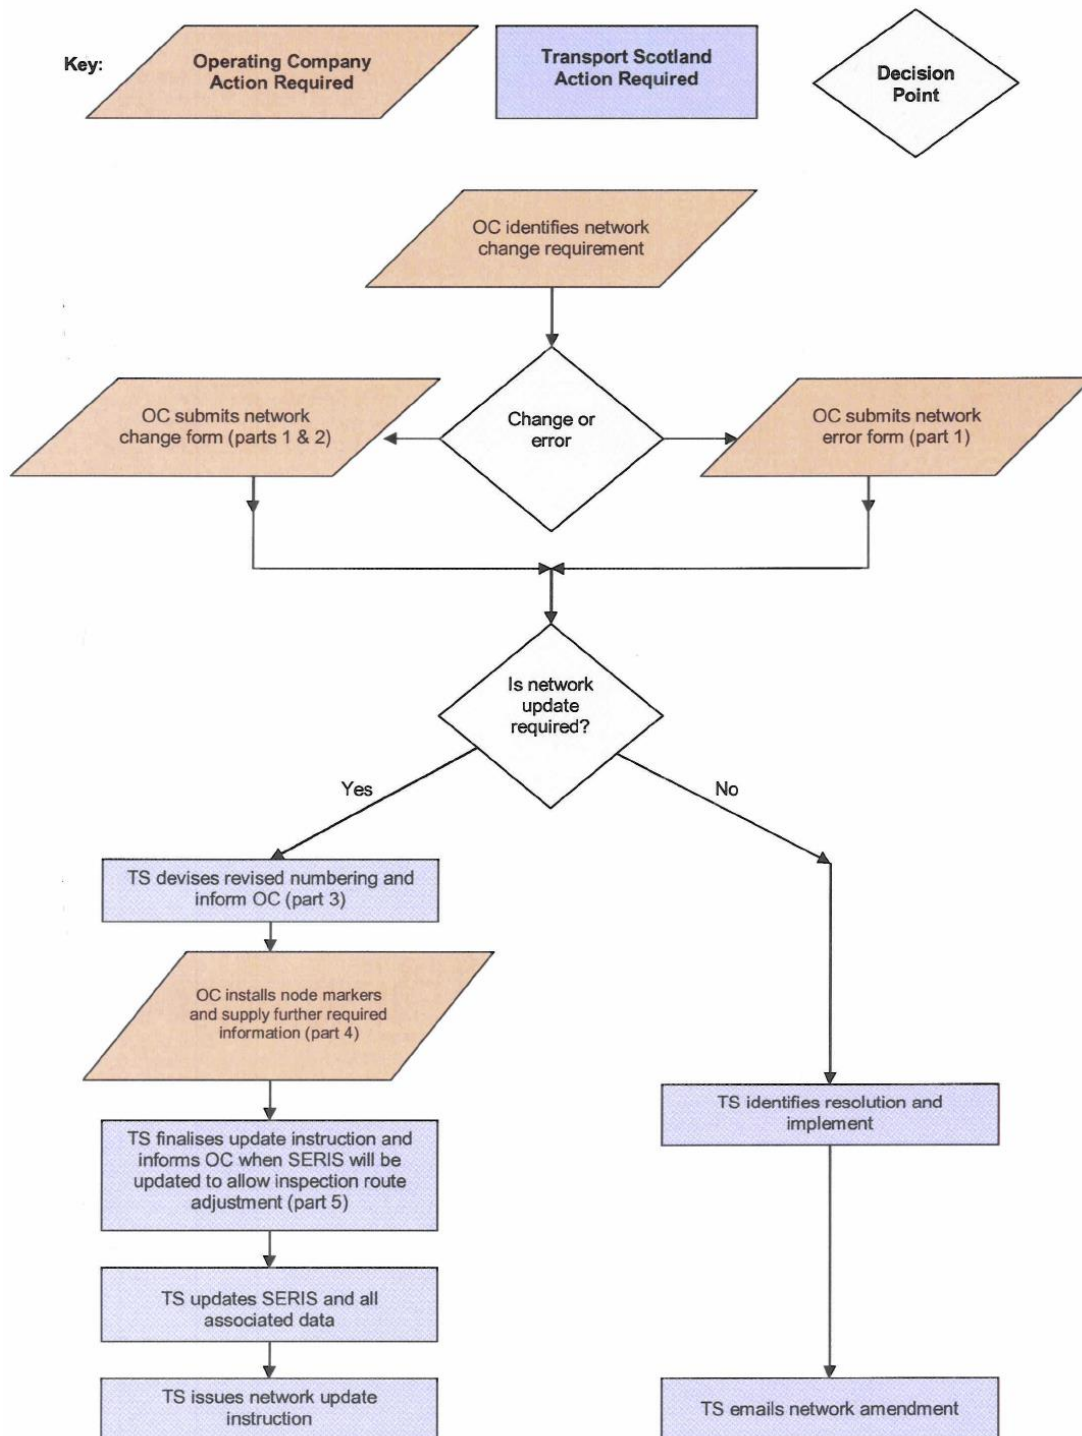 Key:
Operating Company
Action Required
Transport Scotland
Action Required
Decision
Point
OC identifies network
change requirement
OC submits network
change form (parts 1 & 2)
Change or
error
OC submits network
error form (part 1)
Is network
update
required?
Yes
No
TS devises revised numbering and
inform OC (part 3)
OC installs node markers
and supply further required
information (part 4)
TS finalises update instruction and
informs OC when SERIS will be
updated to allow inspection route
adjustment (part 5)
TS identifies resolution and
implement
TS updates SERIS and all
associated data
TS issues network update
instruction
TS emails network amendment